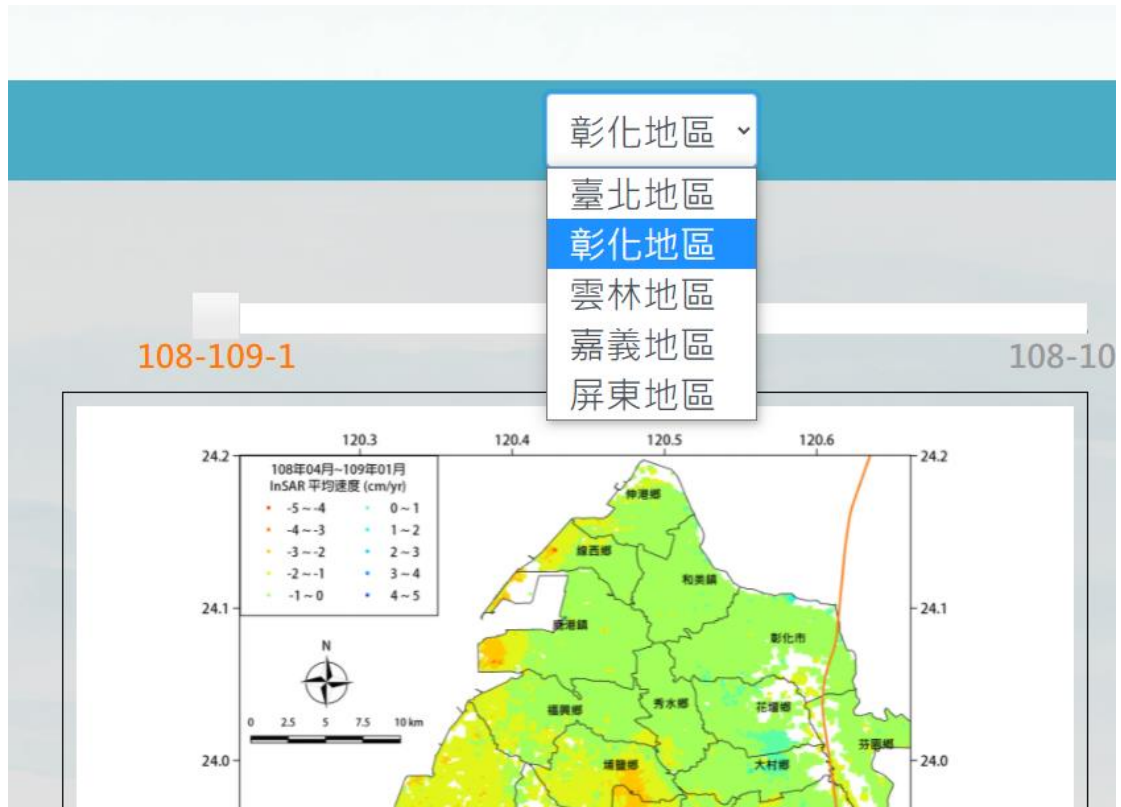 彰化地區
臺北地區
彰化地區
雲林地區
嘉義地區
屏東地區
108-109-1
108-10
120.3 120.4 120.5 120.6
24.2 24.2
108年04月~109年01月
InSAR 平均速度 (cm/yr)
-5 ~ -4 0 ~ 1
-4 ~ -3 1 ~ 2
-3 ~ -2 2 ~ 3
-2 ~ -1 3 ~ 4
-1 ~ 0 4 ~ 5
伸港鄉
線西鄉
和美鎮
24.1 24.1
鹿港鎮
彰化市
N
福興鄉
秀水鄉
花壇鄉
0 2.5 5 7.5 10 km
芬園鄉
24.0 24.0
埔鹽鄉
大村鄉